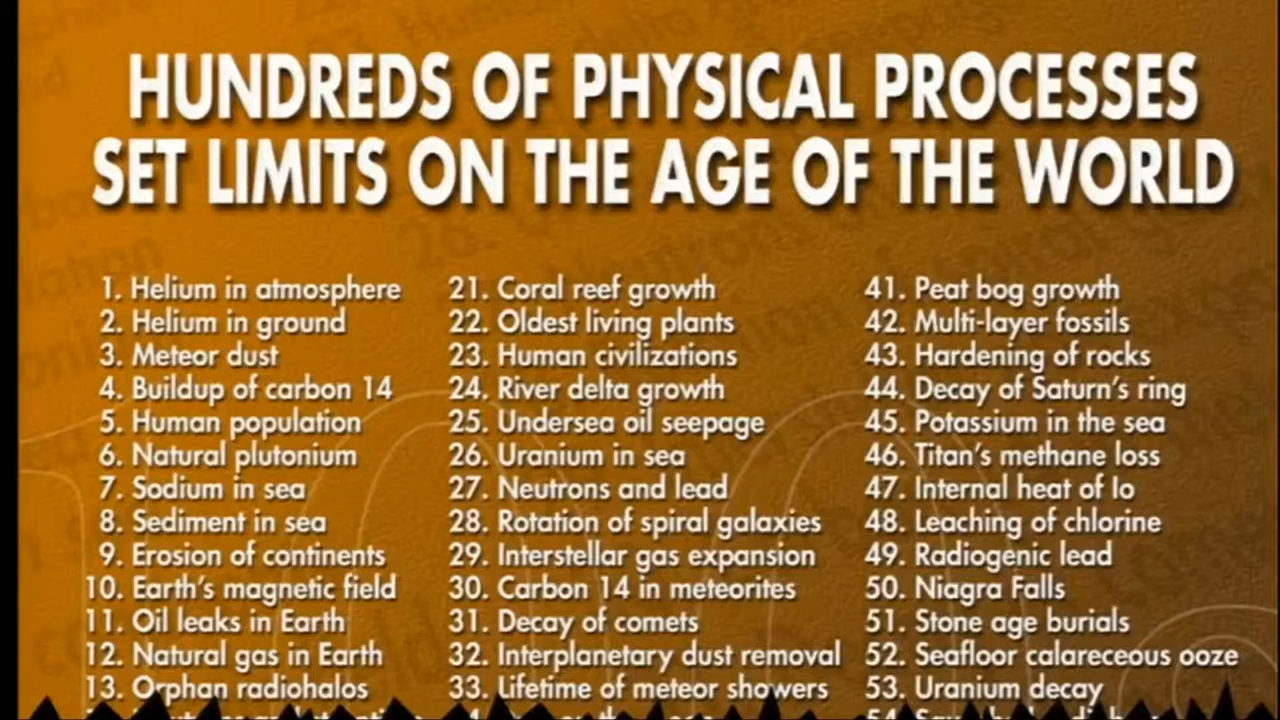 HUNDREDS OF PHYSICAL PROCESSES
SET LIMITS ON THE AGE OF THE WORLD
1. Helium in atmosphere
2. Helium in ground
3. Meteor dust
4. Buildup of carbon 14
5. Human population
6. Natural plutonium
7. Sodium in sea
8. Sediment in sea
9. Erosion of continents
10. Earth's magnetic field
11. Oil leaks in Earth
12. Natural gas in Earth
13. Orphan radiohalos
21. Coral reef growth
22. Oldest living plants
23. Human civilizations
24. River delta growth
25. Undersea oil seepage
26. Uranium in sea
27. Neutrons and lead
28. Rotation of spiral galaxies
29. Interstellar gas expansion
30. Carbon 14 in meteorites
31. Decay of comets
32. Interplanetary dust removal
33. Lifetime of meteor showers
41. Peat bog growth
42. Multi-layer fossils
43. Hardening of rocks
44. Decay of Saturn's ring
45. Potassium in the sea
46. Titan's methane loss
47. Internal heat of Io
48. Leaching of chlorine
49. Radiogenic lead
50. Niagra Falls
51. Stone age burials
52. Seafloor calareceous ooze
53. Uranium decay